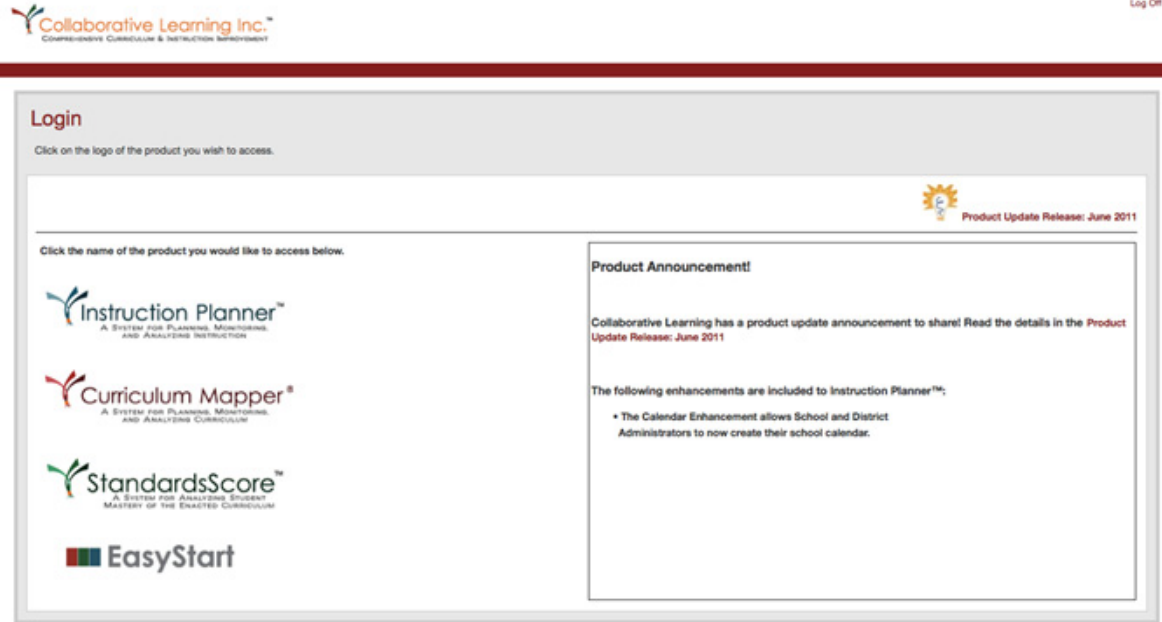 Log Off
Collaborative Learning Inc.™
COMPREHENSIVE CURRICULUM & INSTRUCTION IMPROVEMENT
Login
Click on the logo of the product you wish to access.
Product Update Release: June 2011
Click the name of the product you would like to access below.
Instruction Planner™
A SYSTEM FOR PLANNING, MONITORING,
AND ANALYZING INSTRUCTION
Curriculum Mapper®
A SYSTEM FOR PLANNING, MONITORING,
AND ANALYZING CURRICULUM
StandardsScore™
A SYSTEM FOR ANALYZING STUDENT
MASTERY OF THE ENACTED CURRICULUM
EasyStart
Product Announcement!
Collaborative Learning has a product update announcement to share! Read the details in the Product
Update Release: June 2011
The following enhancements are included to Instruction Planner™:
• The Calendar Enhancement allows School and District
Administrators to now create their school calendar.